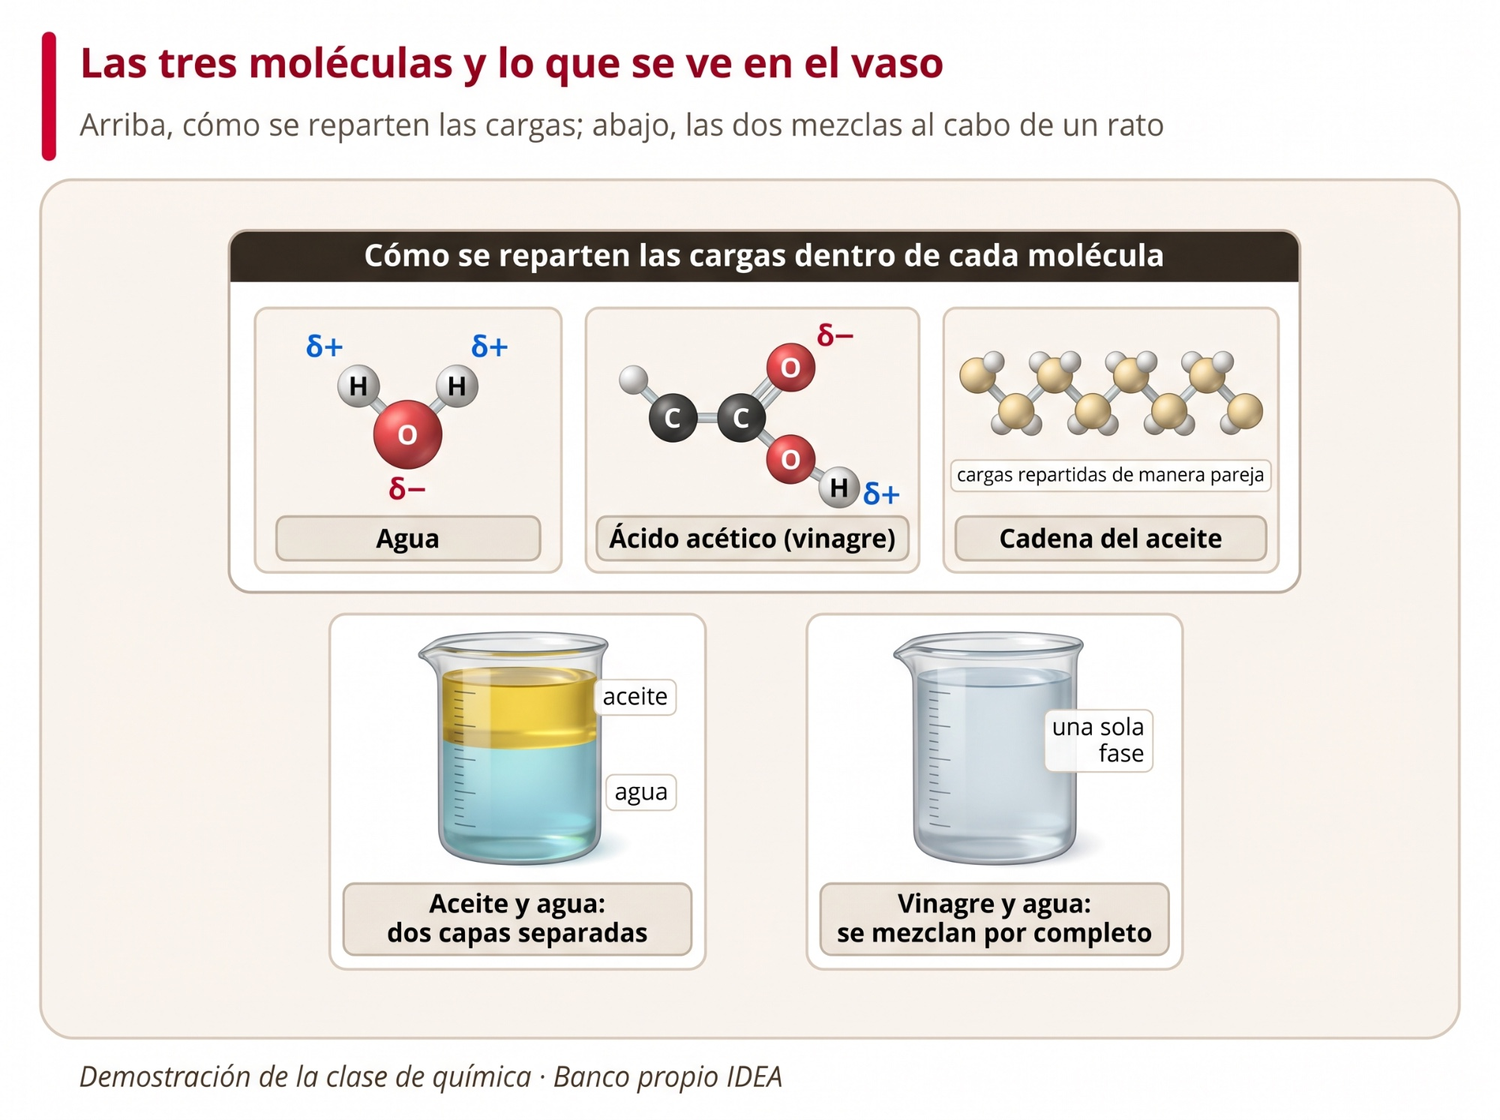 Las tres moléculas y lo que se ve en el vaso
Arriba, cómo se reparten las cargas; abajo, las dos mezclas al cabo de un rato
Cómo se reparten las cargas dentro de cada molécula
δ+
δ+
H
H
O
δ−
Agua
δ−
O
C
C
O
H
δ+
Ácido acético (vinagre)
cargas repartidas de manera pareja
Cadena del aceite
aceite
agua
Aceite y agua:
dos capas separadas
una sola
fase
Vinagre y agua:
se mezclan por completo
Demostración de la clase de química · Banco propio IDEA